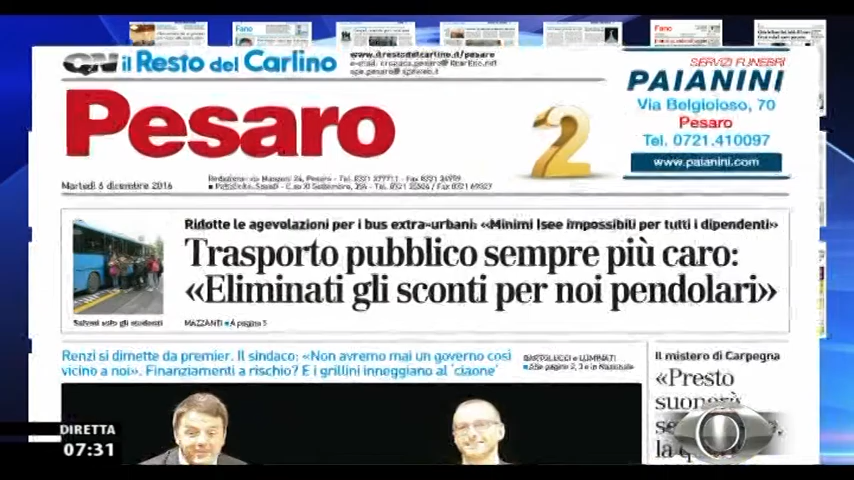 QN il Resto del Carlino
www.ilrestodelcarlino.it/pesaro
SERVIZI FUNEBRI
PAIANINI
Via Belgioioso, 70
Pesaro
Tel. 0721.410097
www.paianini.com
Pesaro
2
Martedì 6 dicembre 2016
Ridotte le agevolazioni per i bus extra-urbani: «Minimi Isee impossibili per tutti i dipendenti»
Trasporto pubblico sempre più caro:
«Eliminati gli sconti per noi pendolari»
Salvati solo gli studenti
MAZZANTI ■ A pagina 5
Renzi si dimette da premier. Il sindaco: «Non avremo mai un governo così
vicino a noi». Finanziamenti a rischio? E i grillini inneggiano al ‘ciaone’
BARTOLUCCI e LUMINATI
■ Alle pagine 2, 3 e in Nazionale
Il mistero di Carpegna
«Presto
suonerà
la
DIRETTA
07:31